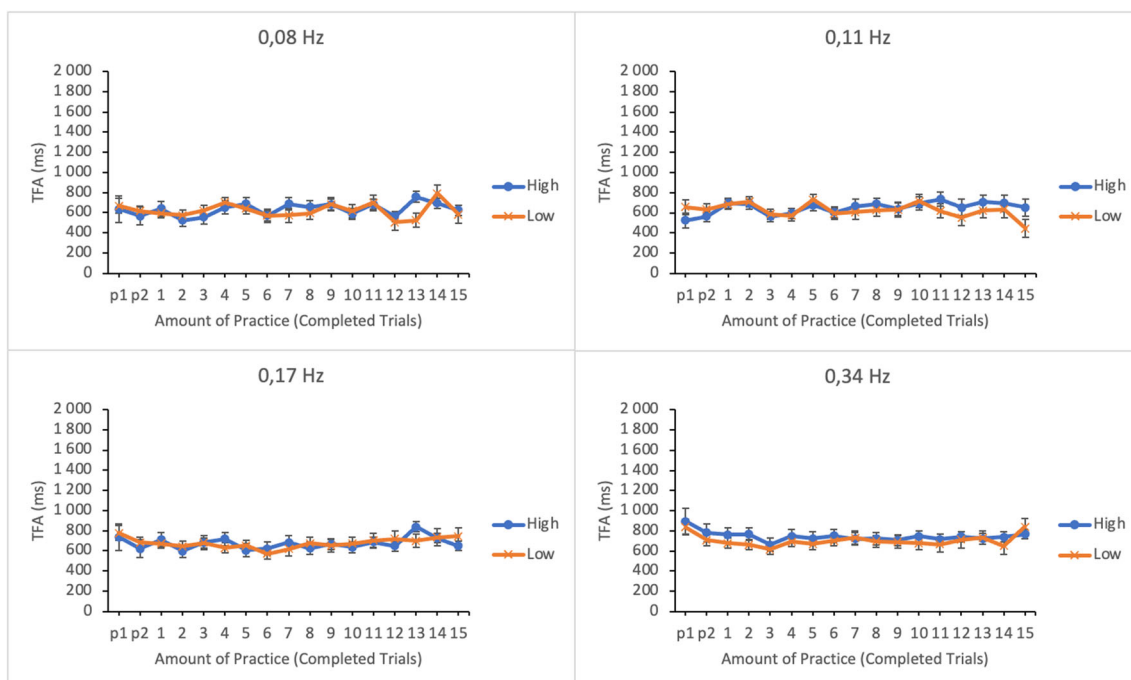 0,08 Hz
2 000
1 800
1 600
1 400
1 200
1 000
800
600
400
200
0
TFA (ms)
p1 p2 1 2 3 4 5 6 7 8 9 10 11 12 13 14 15
Amount of Practice (Completed Trials)
High
Low
0,11 Hz
2 000
1 800
1 600
1 400
1 200
1 000
800
600
400
200
0
TFA (ms)
p1 p2 1 2 3 4 5 6 7 8 9 10 11 12 13 14 15
Amount of Practice (Completed Trials)
High
Low
0,17 Hz
2 000
1 800
1 600
1 400
1 200
1 000
800
600
400
200
0
TFA (ms)
p1 p2 1 2 3 4 5 6 7 8 9 10 11 12 13 14 15
Amount of Practice (Completed Trials)
High
Low
0,34 Hz
2 000
1 800
1 600
1 400
1 200
1 000
800
600
400
200
0
TFA (ms)
p1 p2 1 2 3 4 5 6 7 8 9 10 11 12 13 14 15
Amount of Practice (Completed Trials)
High
Low